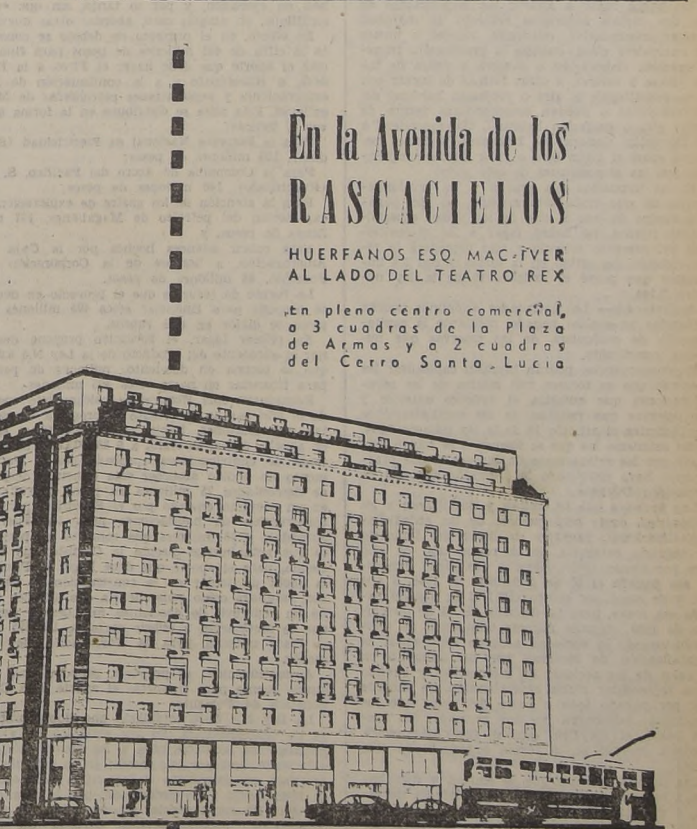 En la Avenida de los
RASCACIELOS
HUERFANOS ESQ. MAC-IVER
AL LADO DEL TEATRO REX
En pleno centro comercial,
a 3 cuadras de la Plaza
de Armas y a 2 cuadras
del Cerro Santa Lucia